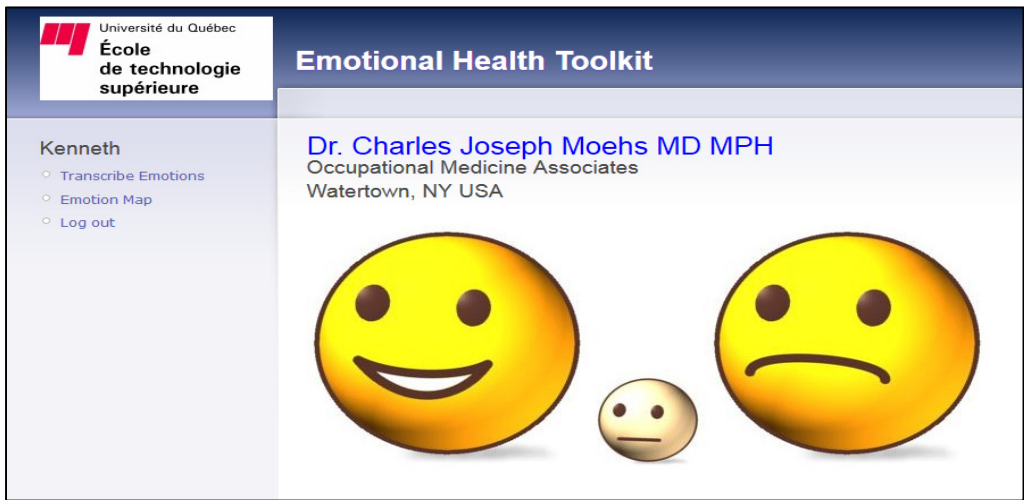 Université du Québec
École
de technologie
supérieure
Emotional Health Toolkit
Kenneth
Transcribe Emotions
Emotion Map
Log out
Dr. Charles Joseph Moehs MD MPH
Occupational Medicine Associates
Watertown, NY USA